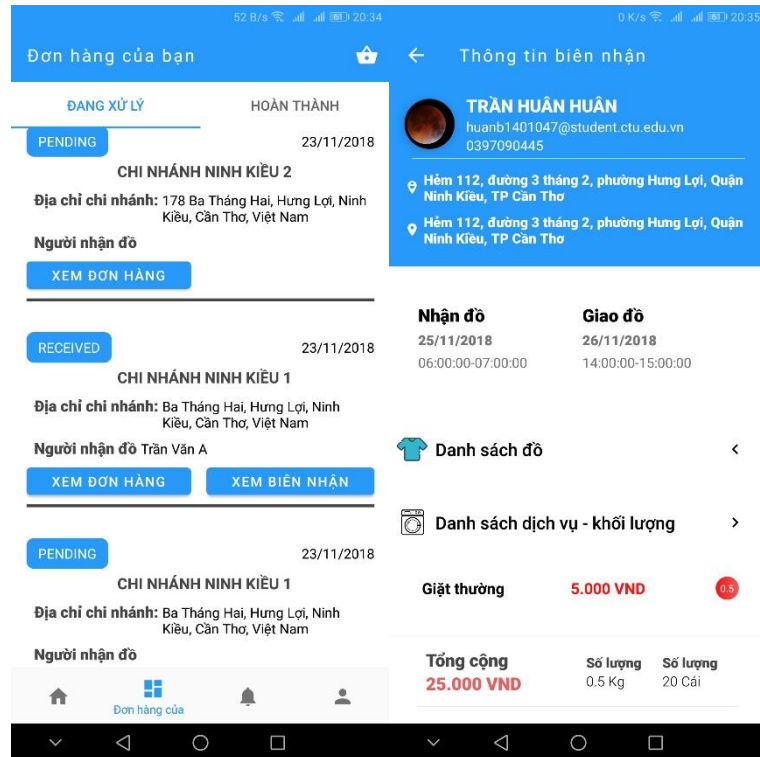 52 B/s 61 20:34
Đơn hàng của bạn
ĐANG XỬ LÝ
HOÀN THÀNH
PENDING
23/11/2018
CHI NHÁNH NINH KIỀU 2
Địa chỉ chi nhánh: 178 Ba Tháng Hai, Hưng Lợi, Ninh
Kiều, Cần Thơ, Việt Nam
Người nhận đồ
XEM ĐƠN HÀNG
RECEIVED
23/11/2018
CHI NHÁNH NINH KIỀU 1
Địa chỉ chi nhánh: Ba Tháng Hai, Hưng Lợi, Ninh
Kiều, Cần Thơ, Việt Nam
Người nhận đồ Trần Văn A
XEM ĐƠN HÀNG
XEM BIÊN NHẬN
PENDING
23/11/2018
CHI NHÁNH NINH KIỀU 1
Địa chỉ chi nhánh: Ba Tháng Hai, Hưng Lợi, Ninh
Kiều, Cần Thơ, Việt Nam
Người nhận đồ
Đơn hàng của
0 K/s 20:35
Thông tin biên nhận
TRẦN HUÂN HUÂN
huanb1401047@student.ctu.edu.vn
0397090445
Hẻm 112, đường 3 tháng 2, phường Hưng Lợi, Quận
Ninh Kiều, TP Cần Thơ
Hẻm 112, đường 3 tháng 2, phường Hưng Lợi, Quận
Ninh Kiều, TP Cần Thơ
Nhận đồ
25/11/2018
06:00:00-07:00:00
Giao đồ
26/11/2018
14:00:00-15:00:00
Danh sách đồ
Danh sách dịch vụ - khối lượng
Giặt thường
5.000 VND
0.5
Tổng cộng
25.000 VND
Số lượng
0.5 Kg
Số lượng
20 Cái